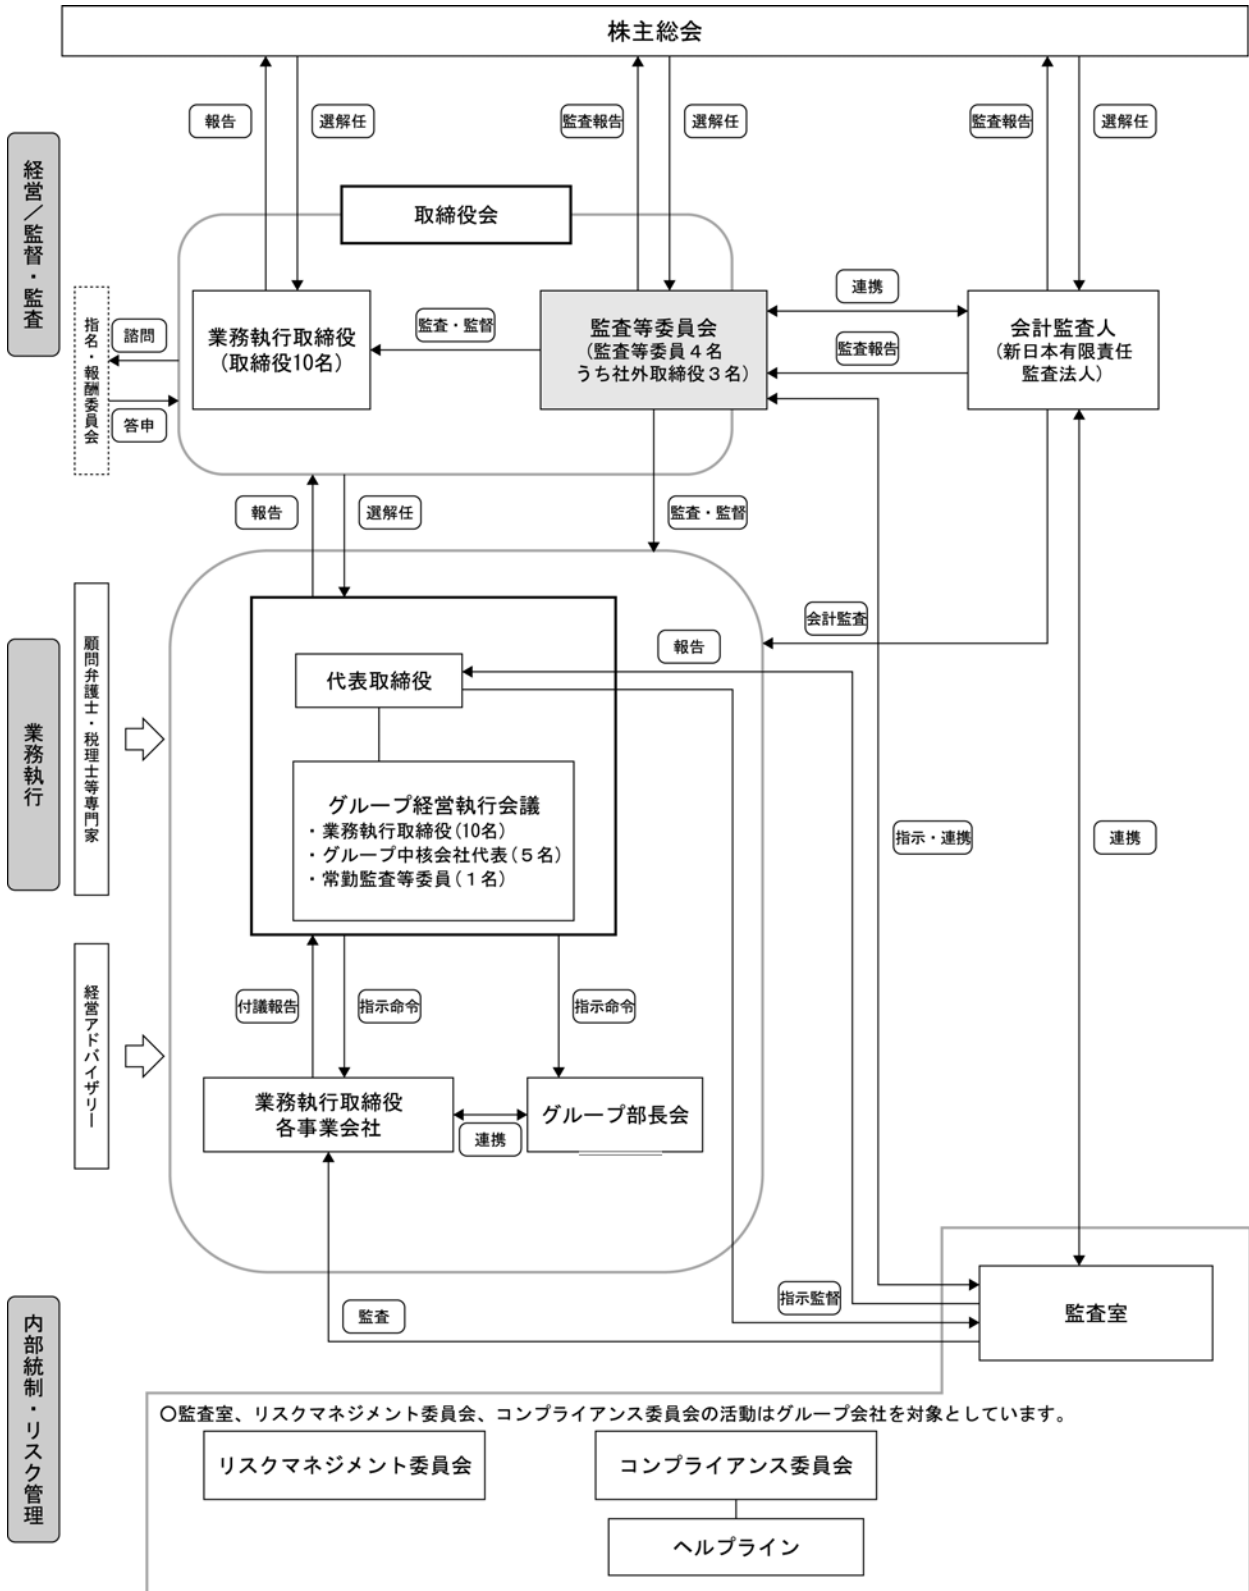 株主総会
報告
選解任
監査報告
選解任
監査報告
選解任
経営／監督・監査
取締役会
指名・報酬委員会
諮問
答申
業務執行取締役
(取締役10名)
監査・監督
監査等委員会
(監査等委員４名
うち社外取締役３名)
連携
監査報告
会計監査人
(新日本有限責任
監査法人)
報告
選解任
監査・監督
業務執行
顧問弁護士・税理士等専門家
会計監査
報告
代表取締役
グループ経営執行会議
・業務執行取締役(10名)
・グループ中核会社代表(５名)
・常勤監査等委員(１名)
指示・連携
連携
経営アドバイザリー
付議報告
指示命令
指示命令
業務執行取締役
各事業会社
連携
グループ部長会
内部統制・リスク管理
監査
指示監督
監査室
〇監査室、リスクマネジメント委員会、コンプライアンス委員会の活動はグループ会社を対象としています。
リスクマネジメント委員会
コンプライアンス委員会
ヘルプライン